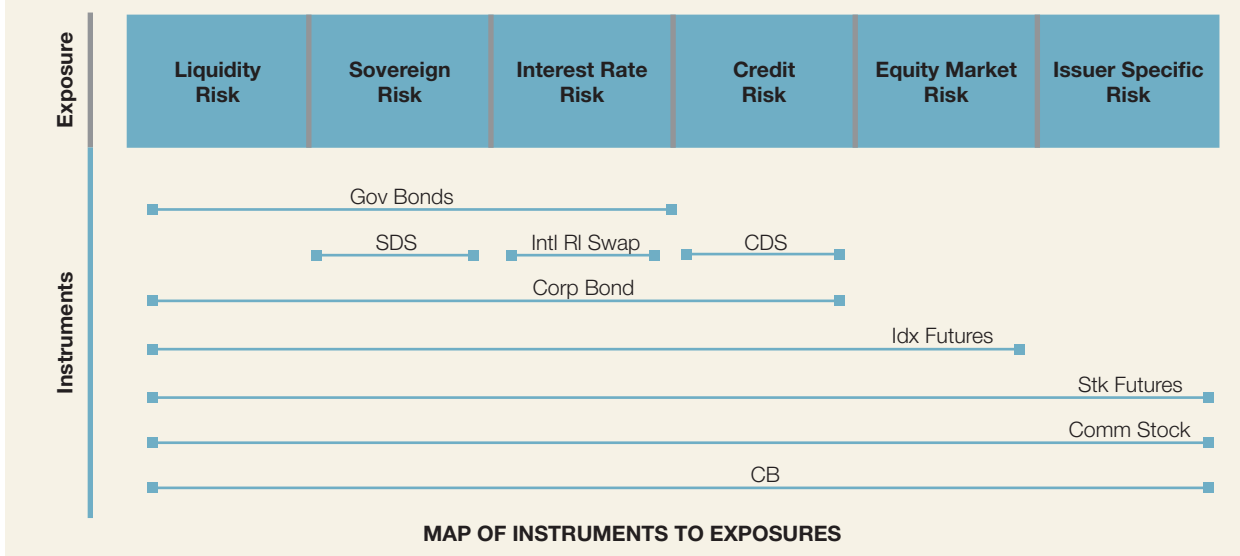 Exposure
Liquidity
Risk
Sovereign
Risk
Interest Rate
Risk
Credit
Risk
Equity Market
Risk
Issuer Specific
Risk
Instruments
Gov Bonds
SDS
Intl Rl Swap
CDS
Corp Bond
Idx Futures
Stk Futures
Comm Stock
CB
MAP OF INSTRUMENTS TO EXPOSURES